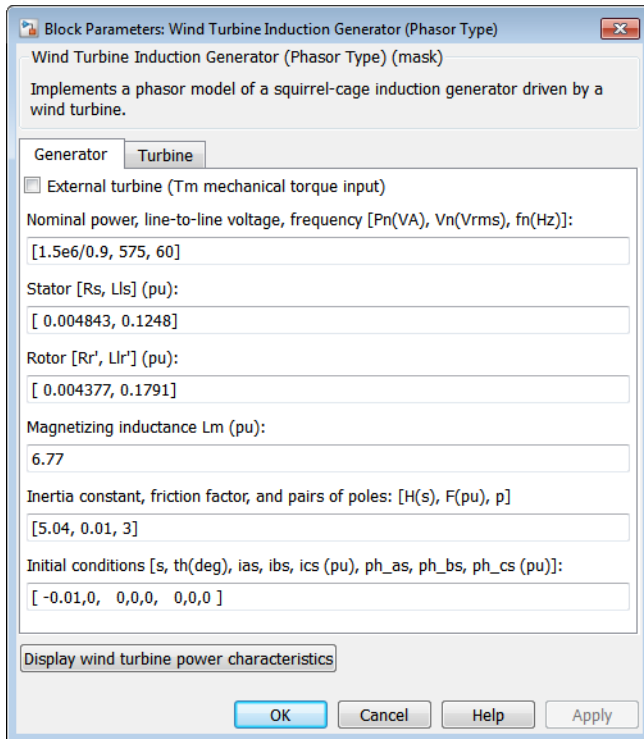 Block Parameters: Wind Turbine Induction Generator (Phasor Type)
Wind Turbine Induction Generator (Phasor Type) (mask)
Implements a phasor model of a squirrel-cage induction generator driven by a
wind turbine.
Generator Turbine
External turbine (Tm mechanical torque input)
Nominal power, line-to-line voltage, frequency [Pn(VA), Vn(Vrms), fn(Hz)]:
[1.5e6/0.9, 575, 60]
Stator [Rs, Lls] (pu):
[ 0.004843, 0.1248]
Rotor [Rr', Llr'] (pu):
[ 0.004377, 0.1791]
Magnetizing inductance Lm (pu):
6.77
Inertia constant, friction factor, and pairs of poles: [H(s), F(pu), p]
[5.04, 0.01, 3]
Initial conditions [s, th(deg), ias, ibs, ics (pu), ph_as, ph_bs, ph_cs (pu)]:
[ -0.01,0,   0,0,0,   0,0,0 ]
Display wind turbine power characteristics
OK Cancel Help Apply